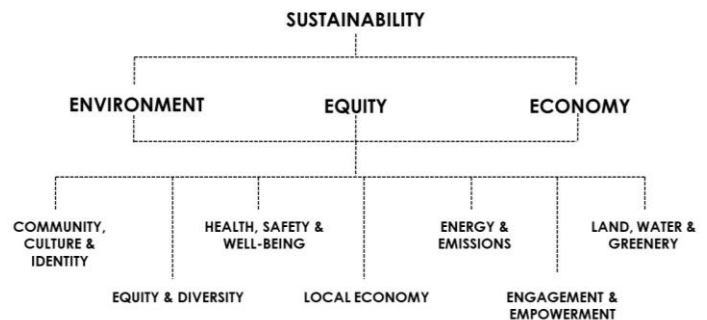 SUSTAINABILITY
ENVIRONMENT
EQUITY
ECONOMY
COMMUNITY,
CULTURE &
IDENTITY
EQUITY & DIVERSITY
HEALTH, SAFETY &
WELL-BEING
LOCAL ECONOMY
ENERGY &
EMISSIONS
ENGAGEMENT &
EMPOWERMENT
LAND, WATER &
GREENERY